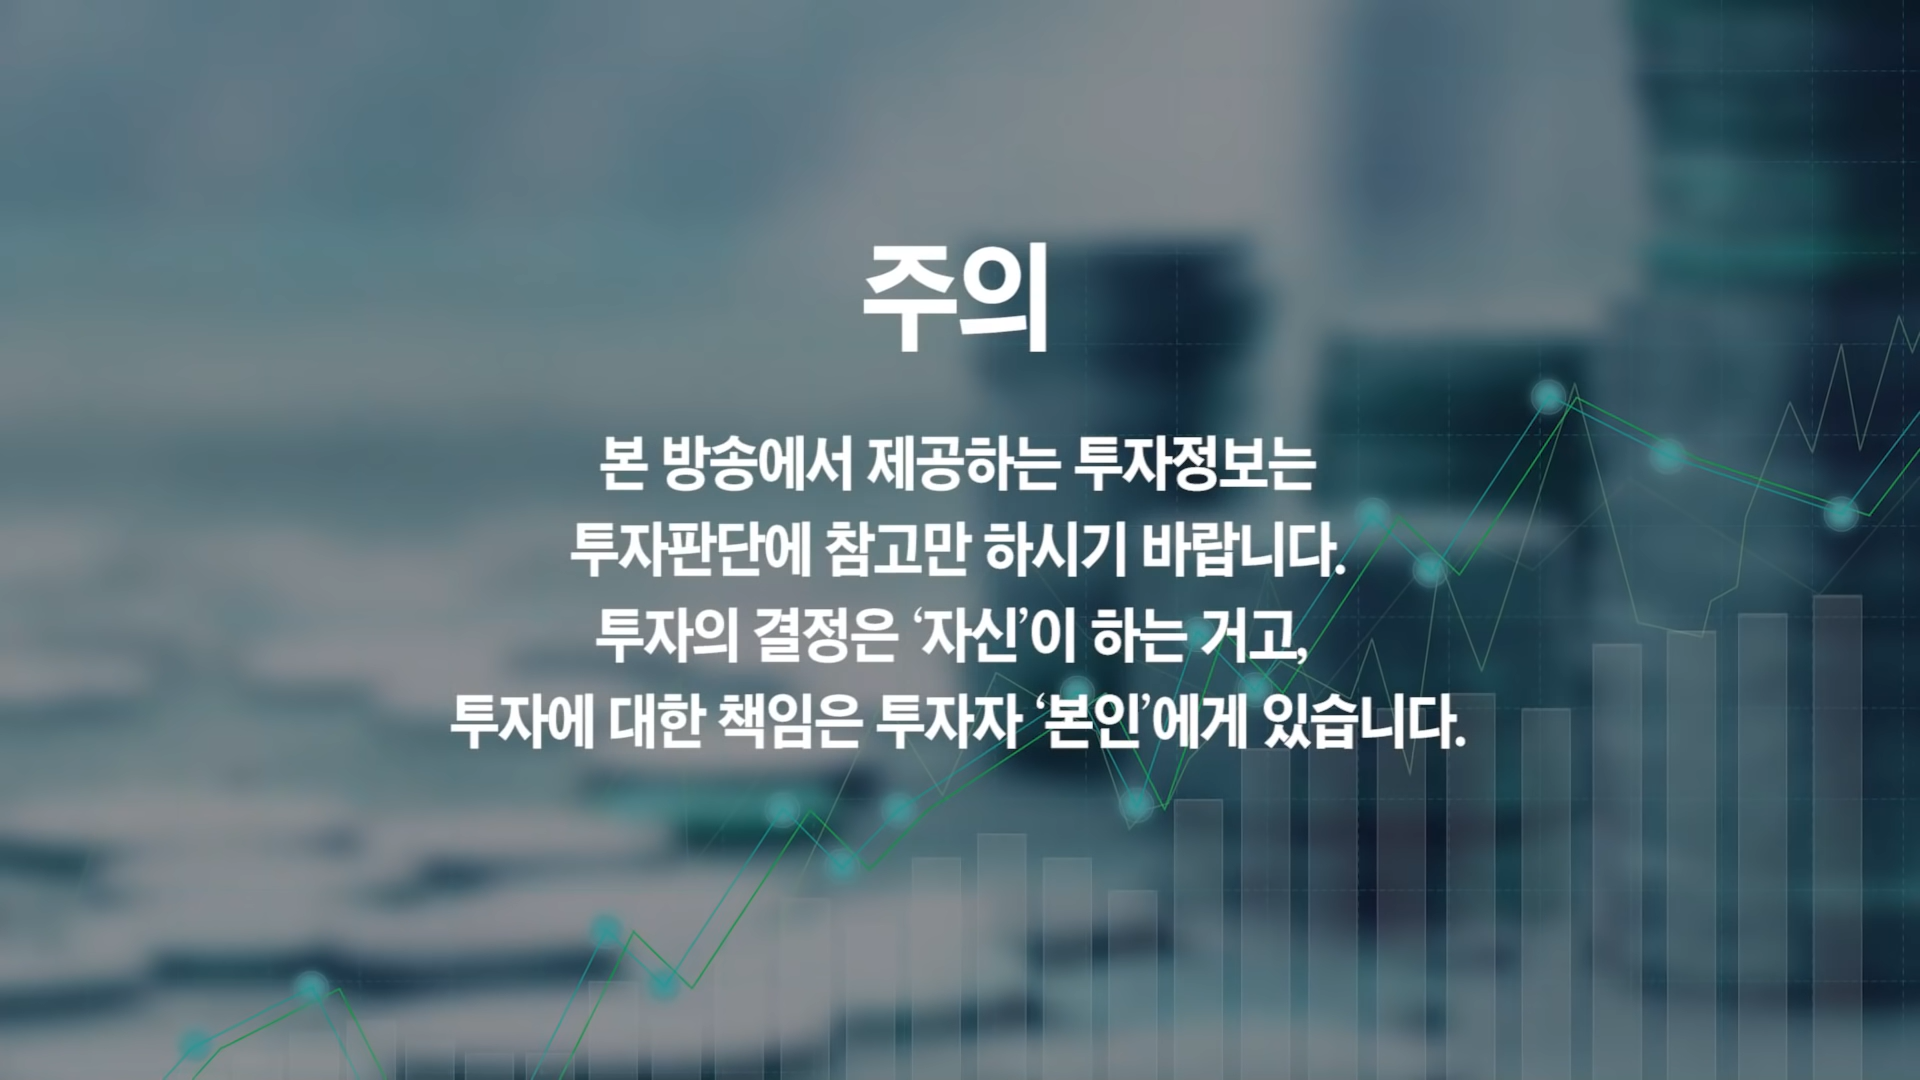 주의
본 방송에서 제공하는 투자정보는
투자판단에 참고만 하시기 바랍니다.
투자의 결정은 ‘자신’이 하는 거고,
투자에 대한 책임은 투자자 ‘본인’에게 있습니다.